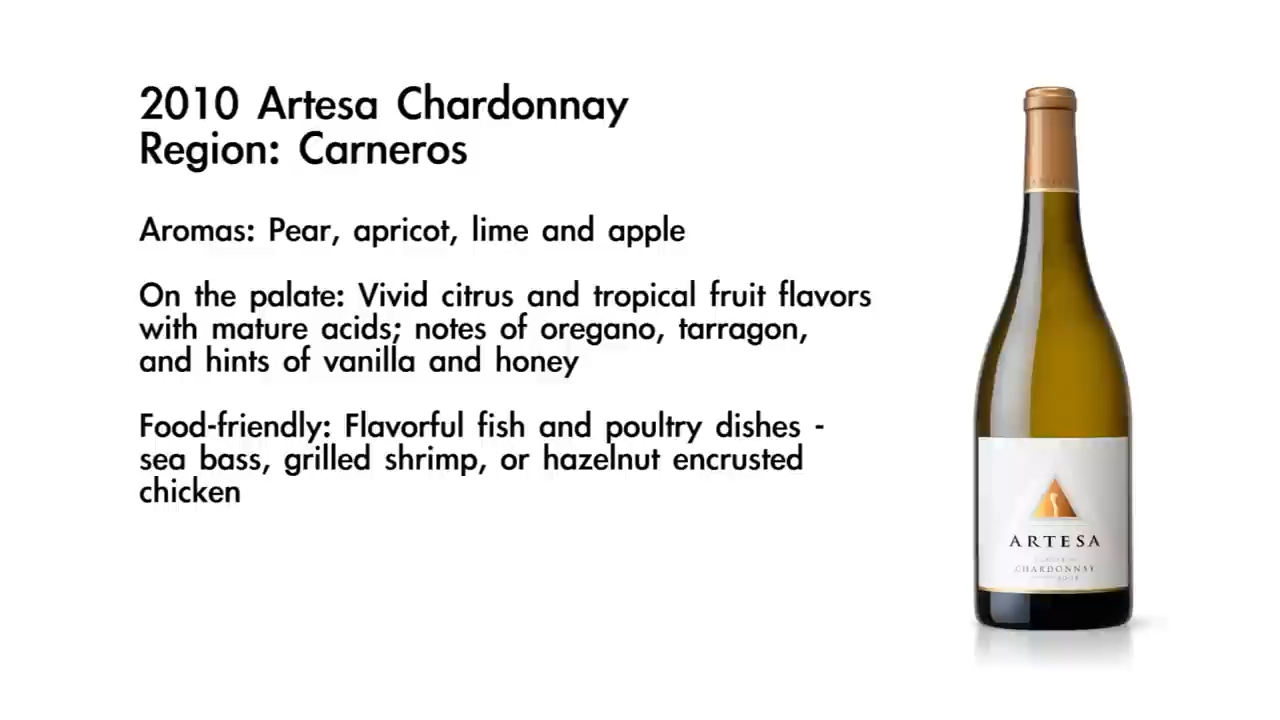 2010 Artesa Chardonnay
Region: Carneros
Aromas: Pear, apricot, lime and apple
On the palate: Vivid citrus and tropical fruit flavors
with mature acids; notes of oregano, tarragon,
and hints of vanilla and honey
Food-friendly: Flavorful fish and poultry dishes -
sea bass, grilled shrimp, or hazelnut encrusted
chicken
ARTESA
CHARDONNAY